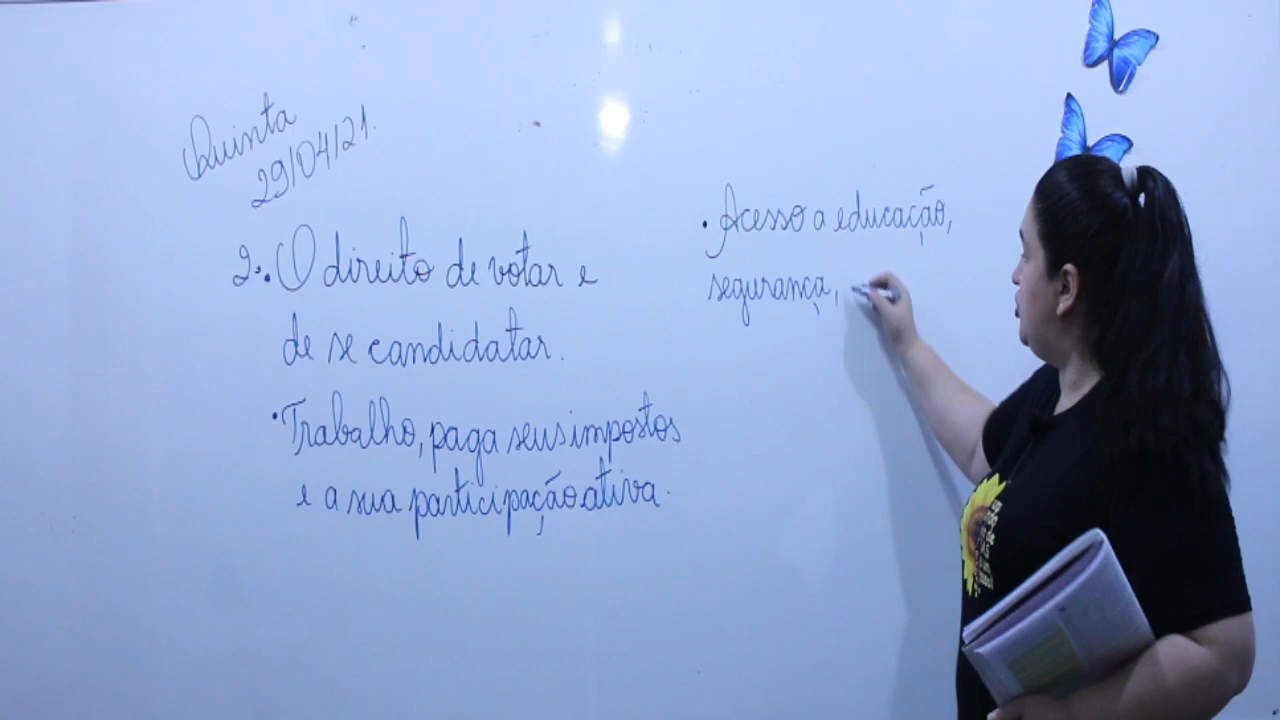 Quinta
29/04/21.
2. • O direito de votar e
de se candidatar.
• Trabalho, paga seus impostos
e a sua participação ativa.
• Acesso a educação,
segurança,